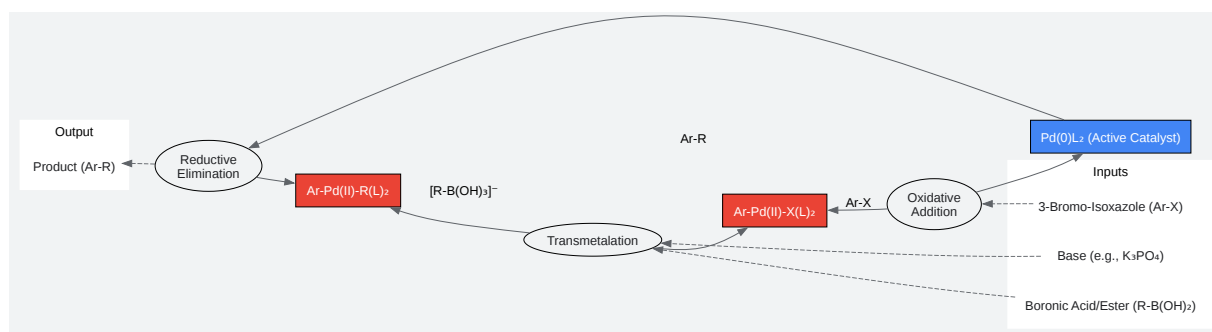 Output
Product (Ar-R)
Reductive
Elimination
Ar-Pd(II)-R(L)₂
[R-B(OH)₃]⁻
Transmetalation
Ar-R
Ar-Pd(II)-X(L)₂
Ar-X
Oxidative
Addition
Pd(0)L₂ (Active Catalyst)
Inputs
3-Bromo-Isoxazole (Ar-X)
Base (e.g., K₃PO₄)
Boronic Acid/Ester (R-B(OH)₂)